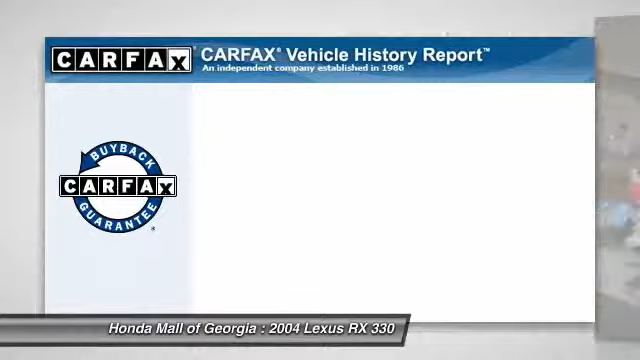 CARFAX
CARFAX® Vehicle History Report™
An independent company established in 1986
BUYBACK
CARFAX
GUARANTEE®
Honda Mall of Georgia : 2004 Lexus RX 330